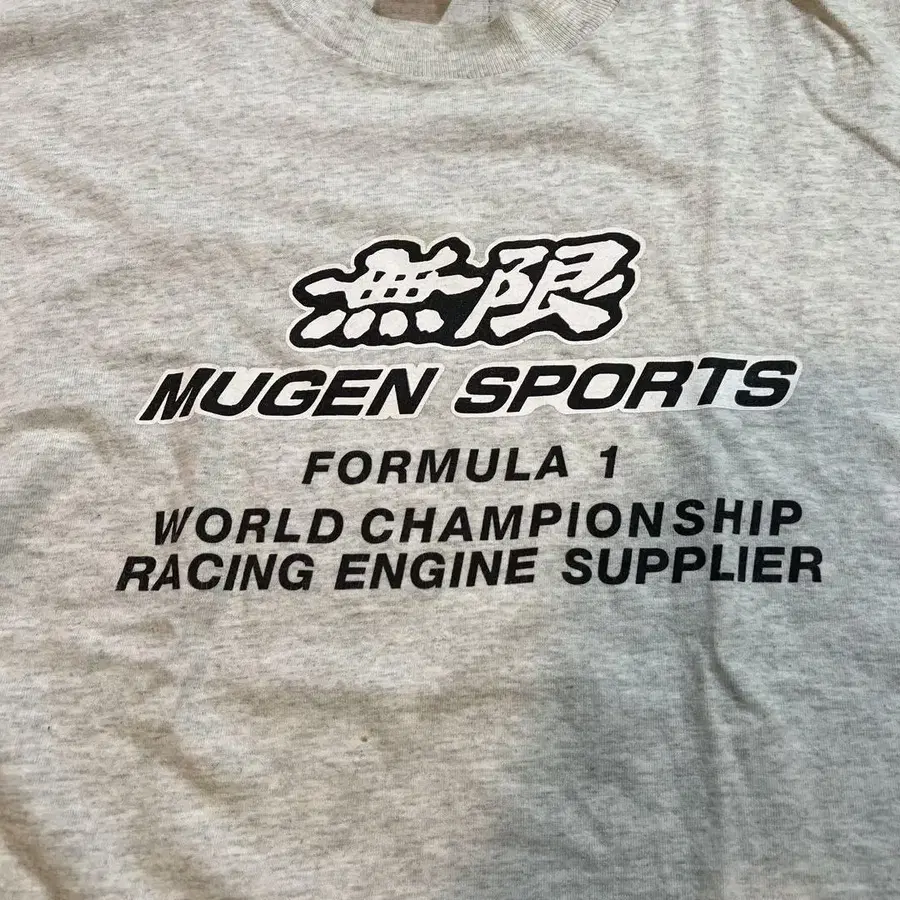 無限
MUGEN SPORTS
FORMULA 1
WORLD CHAMPIONSHIP
RACING ENGINE SUPPLIER